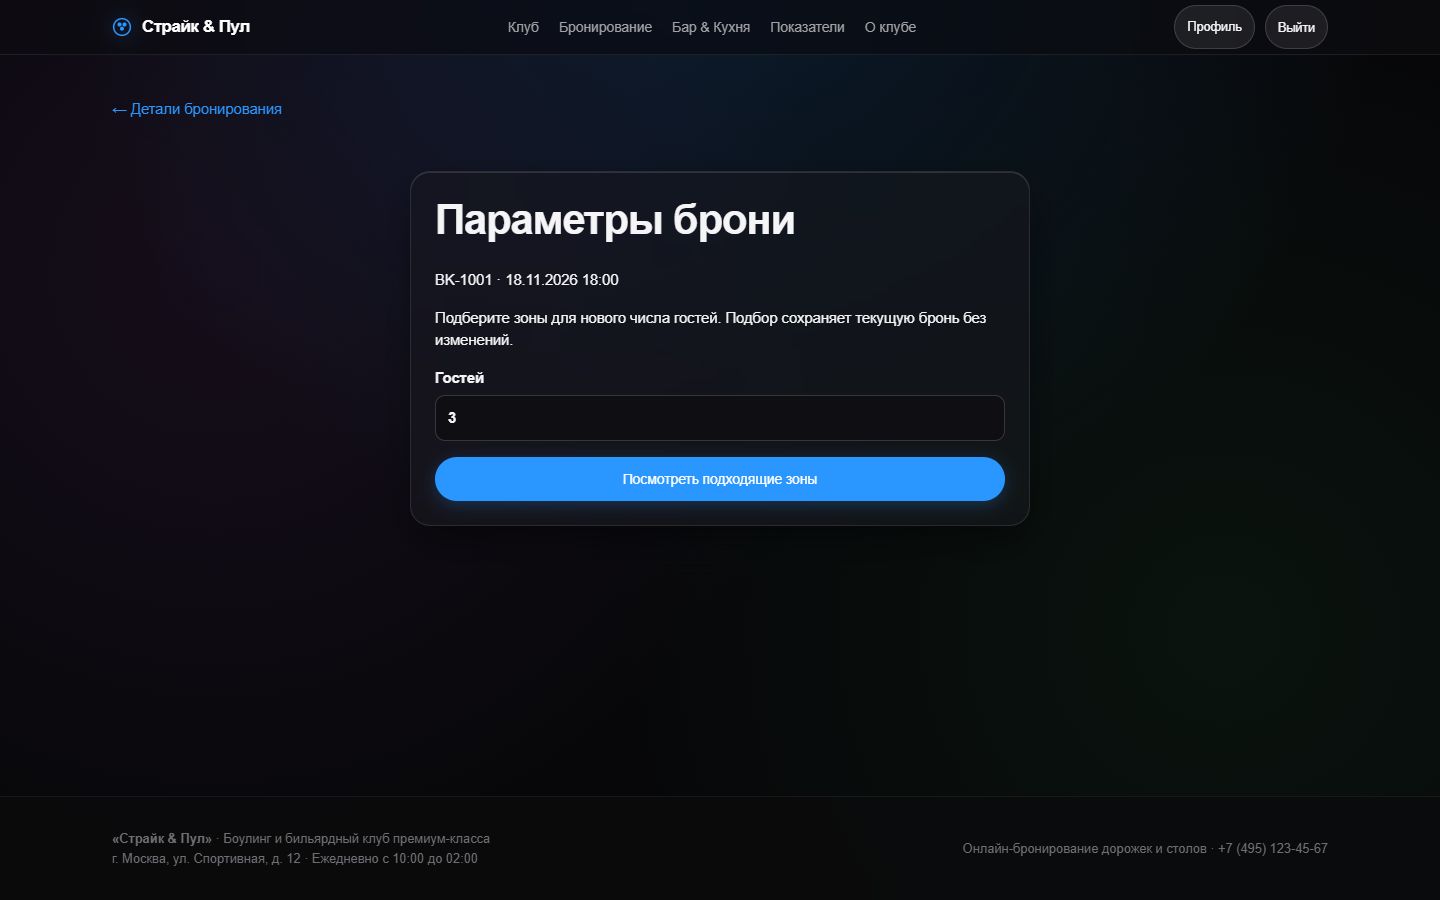 Страйк & Пул
Клуб
Бронирование
Бар & Кухня
Показатели
О клубе
Профиль
Выйти
← Детали бронирования
Параметры брони
BK-1001 · 18.11.2026 18:00
Подберите зоны для нового числа гостей. Подбор сохраняет текущую бронь без
изменений.
Гостей
3
Посмотреть подходящие зоны
«Страйк & Пул» · Боулинг и бильярдный клуб премиум-класса
г. Москва, ул. Спортивная, д. 12 · Ежедневно с 10:00 до 02:00
Онлайн-бронирование дорожек и столов · +7 (495) 123-45-67